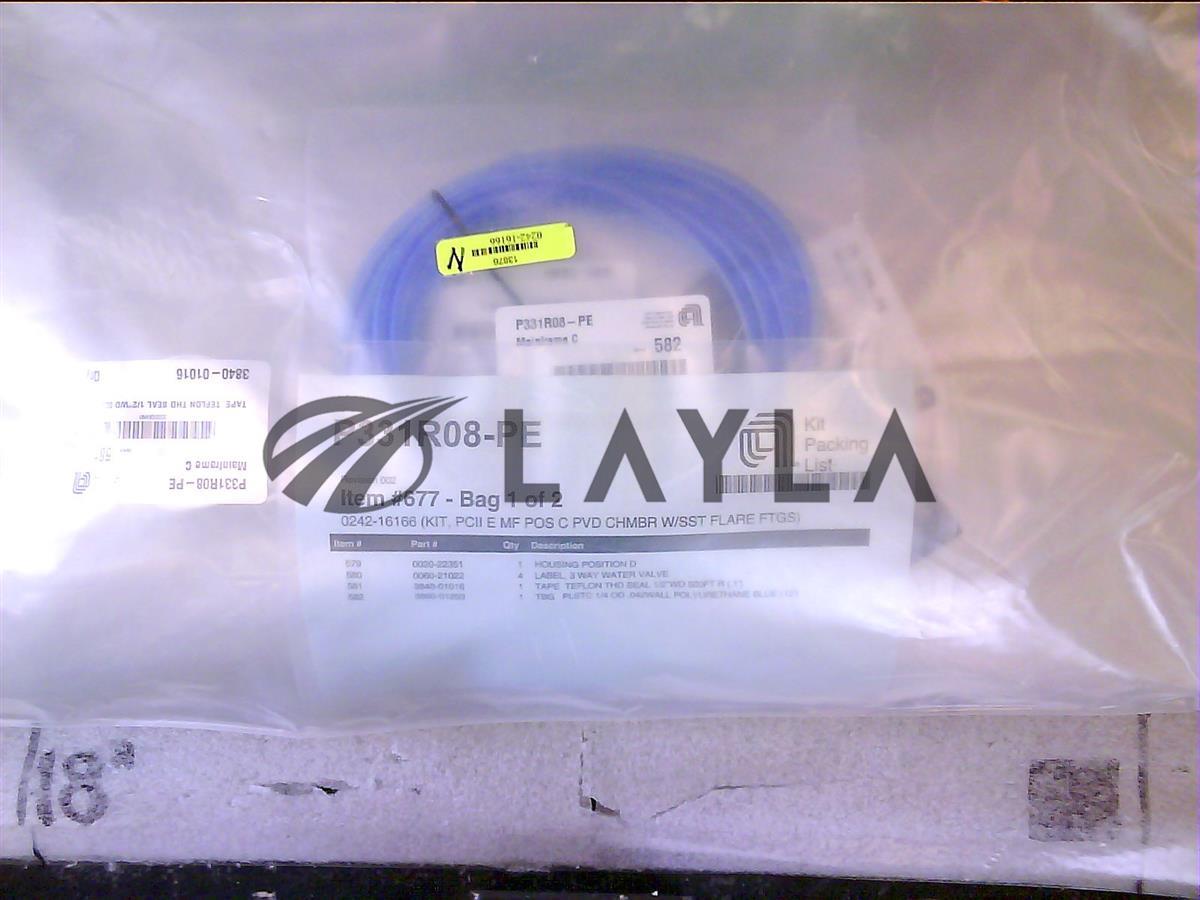 13876
0242-16166
N
P331R08-PE
Mainframe C
582
3840-01016
Qty
TAPE TEFLON THD SEAL 1/2"WD
Mainframe C
P331R08-PE
LAYLA
P331R08-PE
Kit
Packing
List
Revision 002
Item #677 - Bag 1 of 2
0242-16166 (KIT, PCII E MF POS C PVD CHMBR W/SST FLARE FTGS)
Item # Part # Qty Description
579 0020-22351 1 HOUSING POSITION D
580 0060-21022 4 LABEL, 3 WAY WATER VALVE
581 3840-01016 1 TAPE TEFLON THD SEAL 1/2"WD
582 1 TBG PLSTC 1/4 OD .040WALL POLYURETHANE BLUE
18"